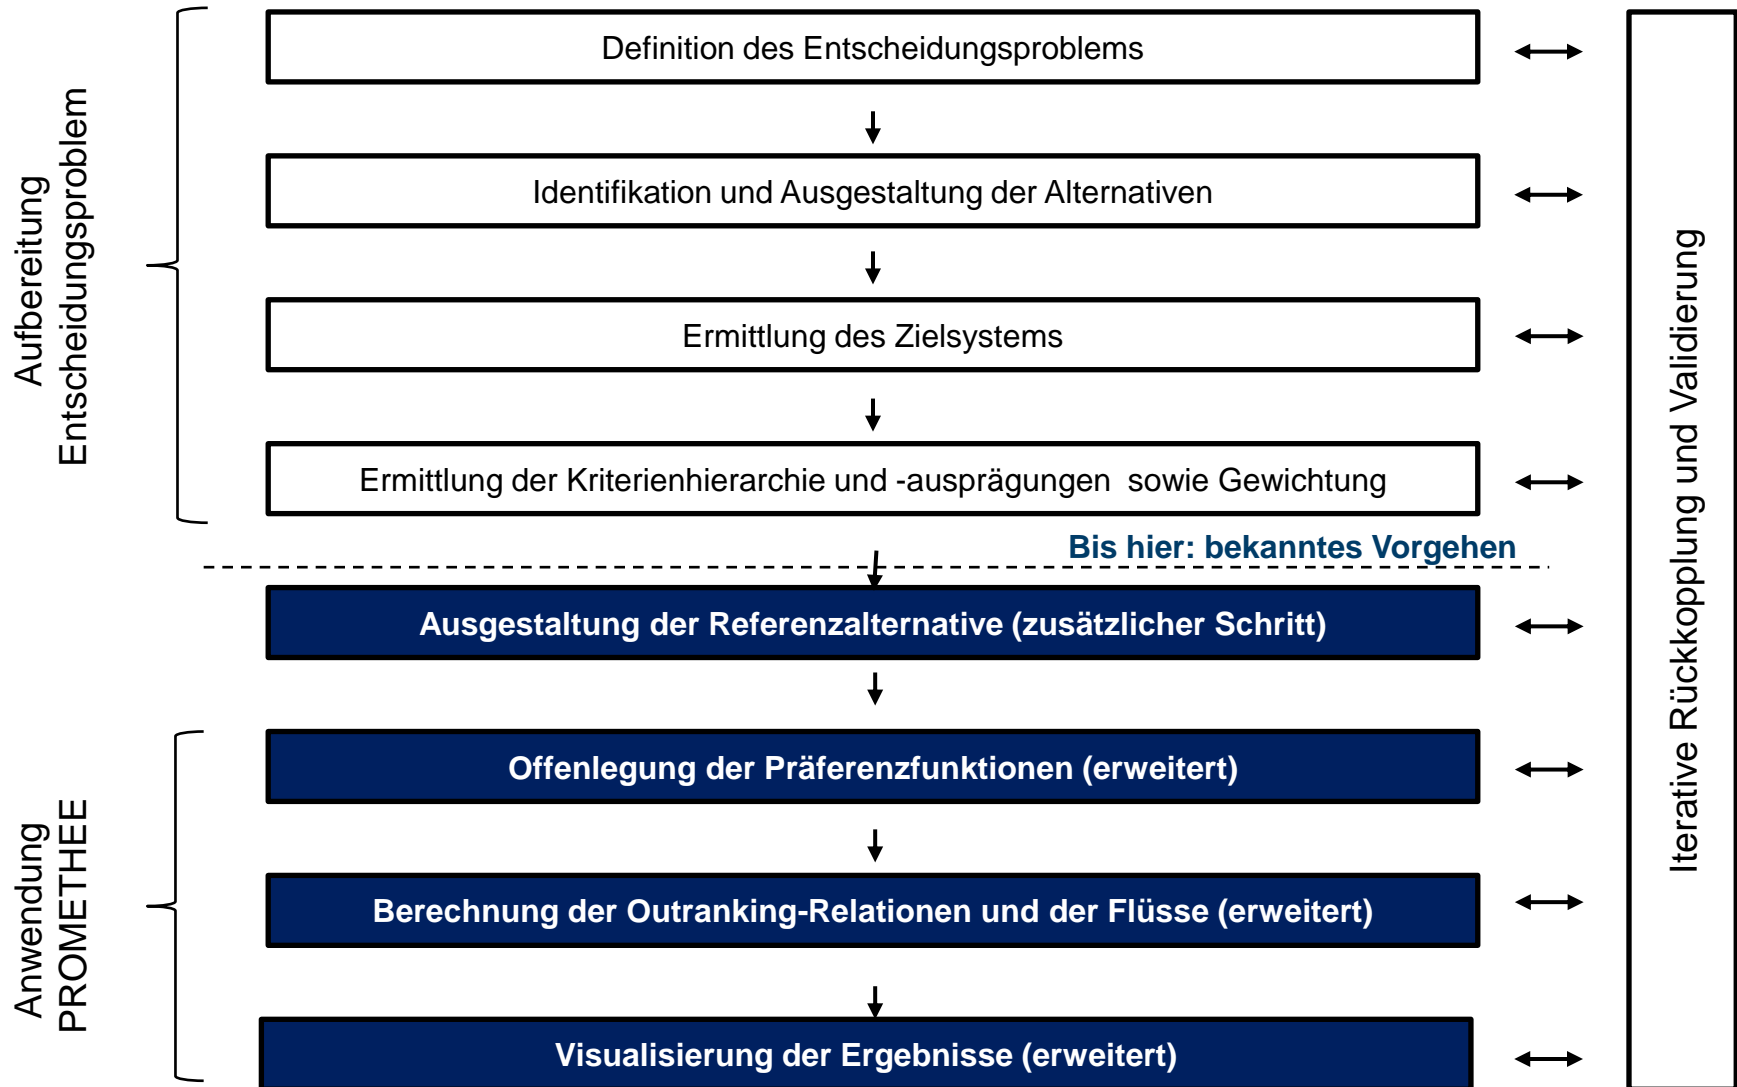 Aufbereitung
Entscheidungsproblem
Definition des Entscheidungsproblems
Identifikation und Ausgestaltung der Alternativen
Ermittlung des Zielsystems
Ermittlung der Kriterienhierarchie und -ausprägungen sowie Gewichtung
Bis hier: bekanntes Vorgehen
Ausgestaltung der Referenzalternative (zusätzlicher Schritt)
Anwendung
PROMETHEE
Offenlegung der Präferenzfunktionen (erweitert)
Berechnung der Outranking-Relationen und der Flüsse (erweitert)
Visualisierung der Ergebnisse (erweitert)
Iterative Rückkopplung und Validierung